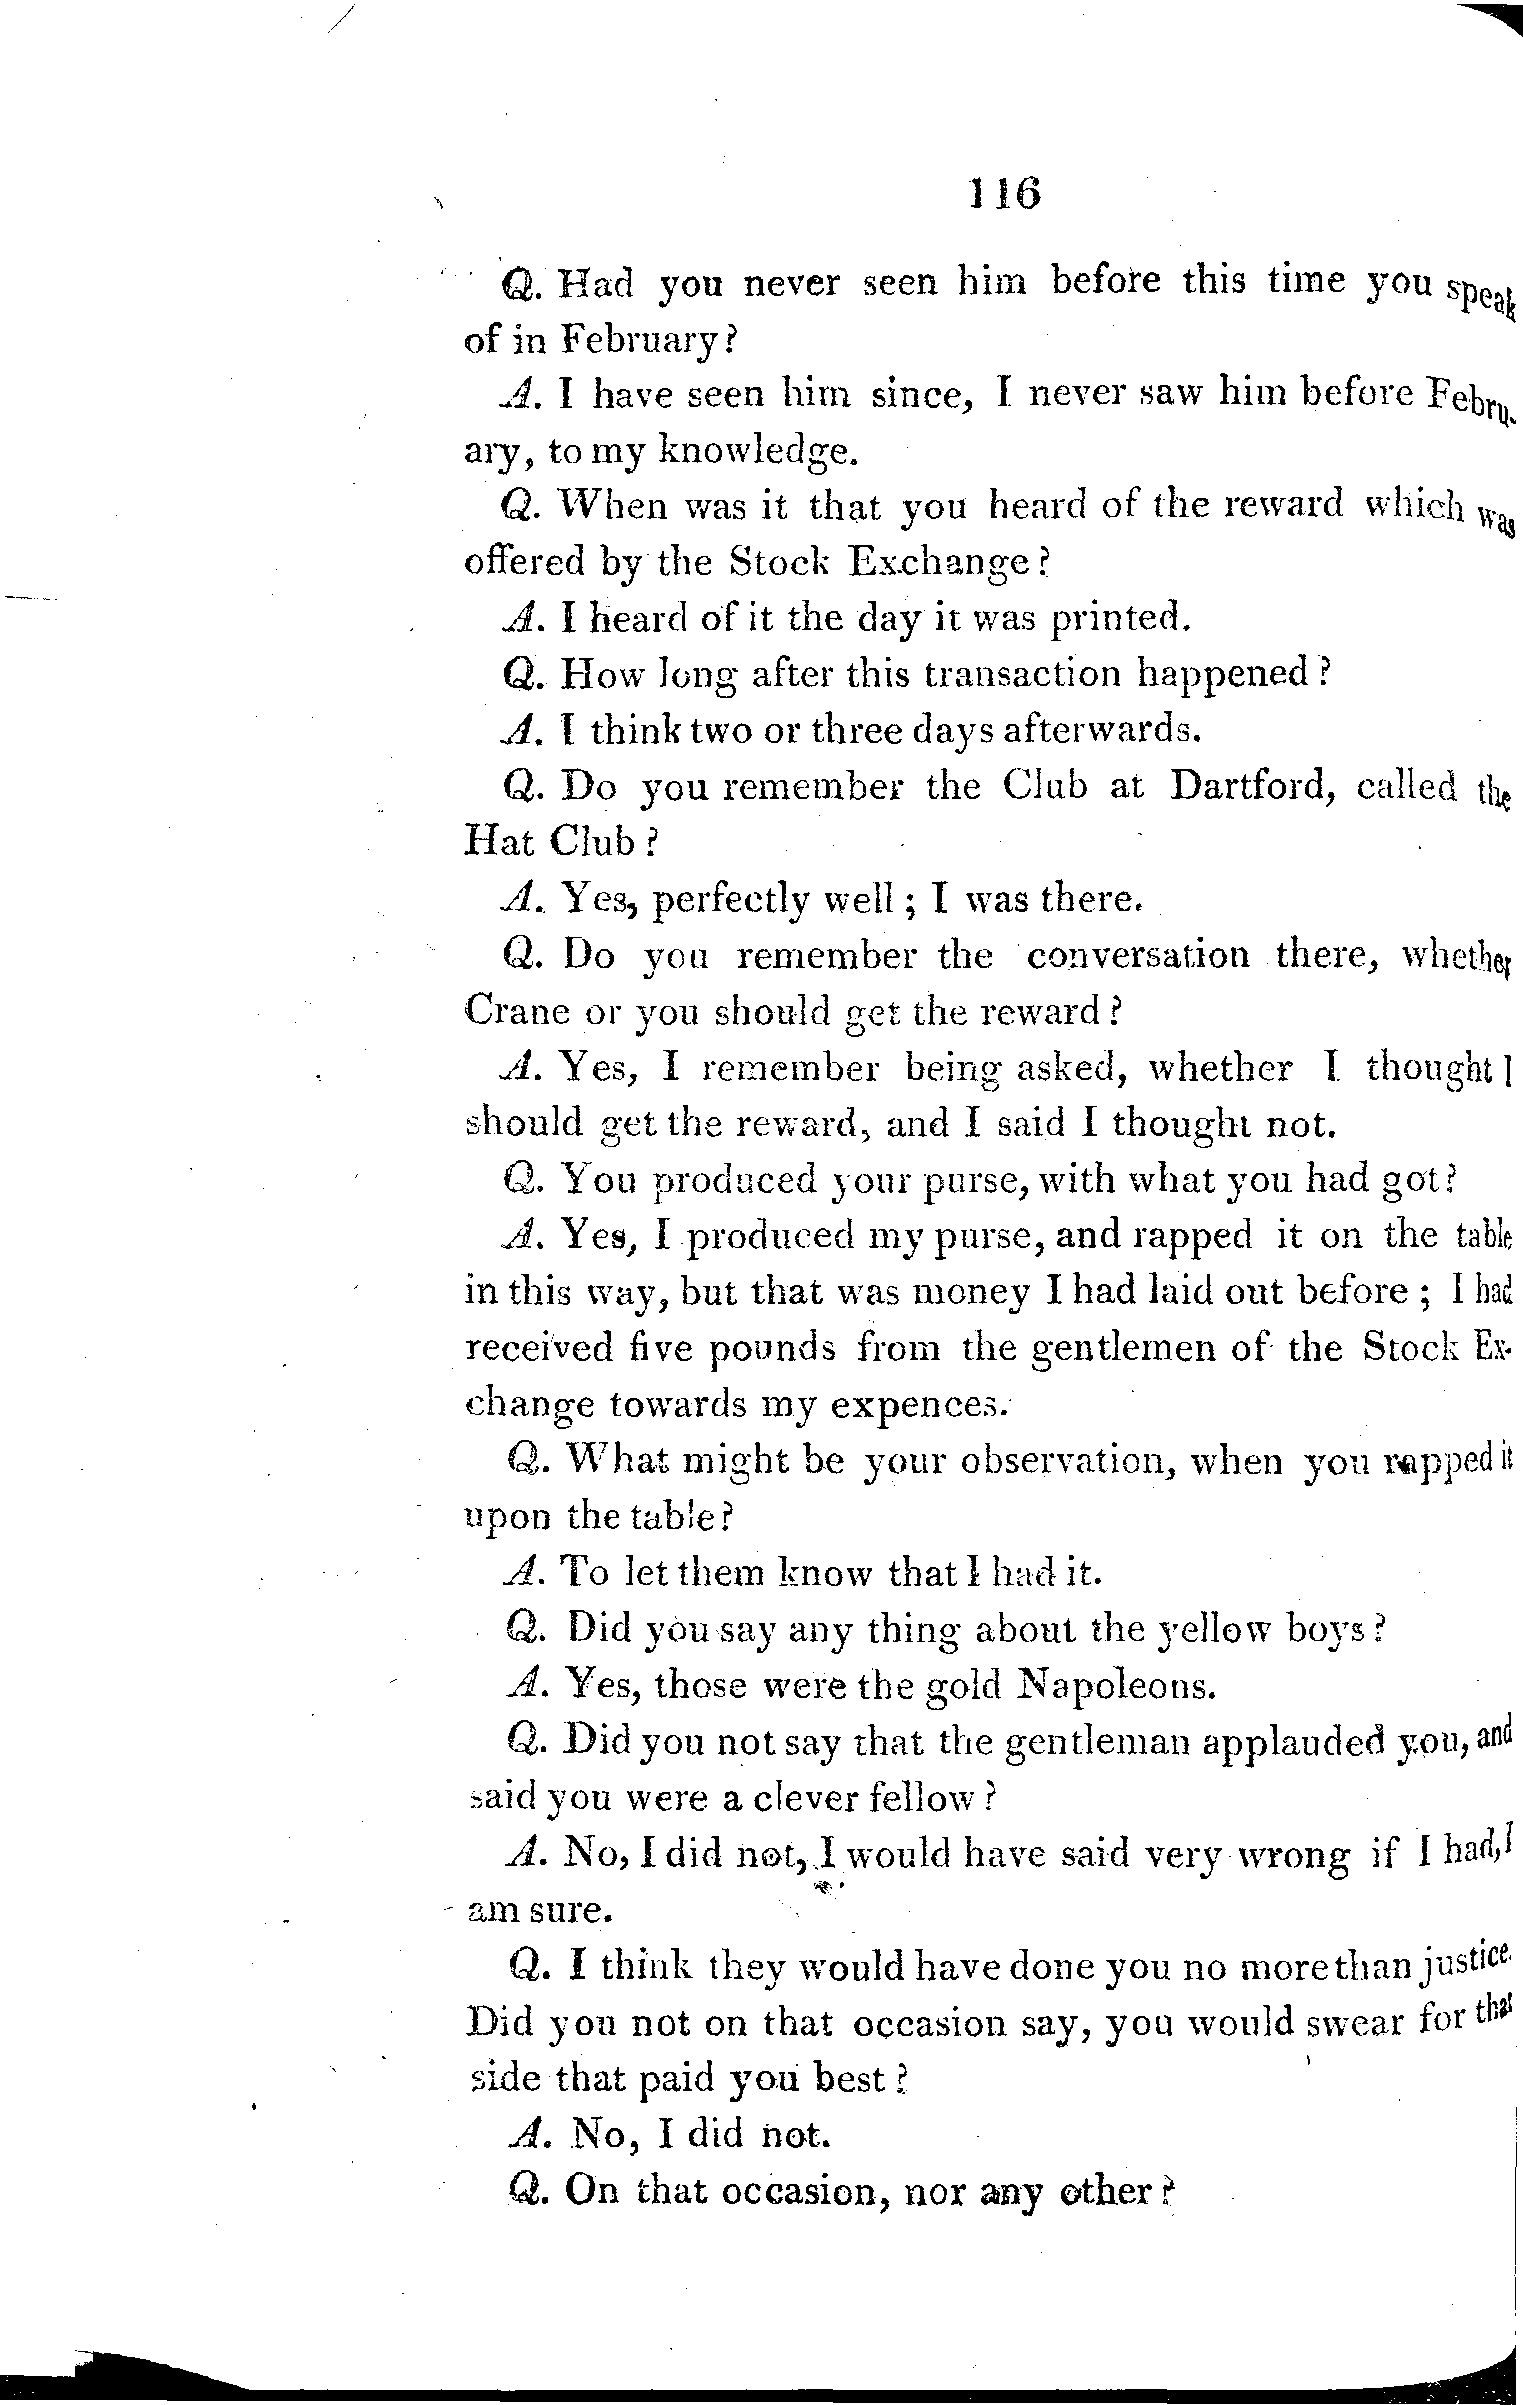 116
Q. Had you never seen him before this time you speak
of in February?
A. I have seen him since, I never saw him before Febru-
ary, to my knowledge.
Q. When was it that you heard of the reward which was
offered by the Stock Exchange?
A. I heard of it the day it was printed.
Q. How long after this transaction happened?
A. I think two or three days afterwards.
Q. Do you remember the Club at Dartford, called the
Hat Club?
A. Yes, perfectly well; I was there.
Q. Do you remember the conversation there, whether
Crane or you should get the reward?
A. Yes, I remember being asked, whether I thought I
should get the reward, and I said I thought not.
Q. You produced your purse, with what you had got?
A. Yes, I produced my purse, and rapped it on the table
in this way, but that was money I had laid out before; I had
received five pounds from the gentlemen of the Stock Ex-
change towards my expences.
Q. What might be your observation, when you rapped it
upon the table?
A. To let them know that I had it.
Q. Did you say any thing about the yellow boys?
A. Yes, those were the gold Napoleons.
Q. Did you not say that the gentleman applauded you, and
said you were a clever fellow?
A. No, I did not, I would have said very wrong if I had, I
am sure.
Q. I think they would have done you no more than justice.
Did you not on that occasion say, you would swear for that
side that paid you best?
A. No, I did not.
Q. On that occasion, nor any other?